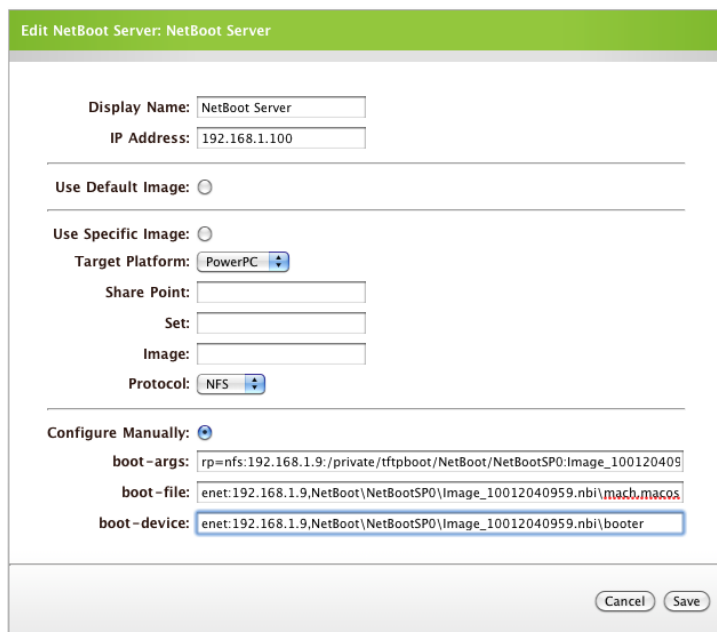 Edit NetBoot Server: NetBoot Server
Display Name: NetBoot Server
IP Address: 192.168.1.100
Use Default Image:
Use Specific Image:
Target Platform: PowerPC
Share Point:
Set:
Image:
Protocol: NFS
Configure Manually:
boot-args: rp=nfs:192.168.1.9:/private/tftpboot/NetBoot/NetBootSP0:Image_100120409
boot-file: enet:192.168.1.9,NetBoot\NetBootSP0\Image_10012040959.nbi\mach.macos
boot-device: enet:192.168.1.9,NetBoot\NetBootSP0\Image_10012040959.nbi\booter
Cancel Save